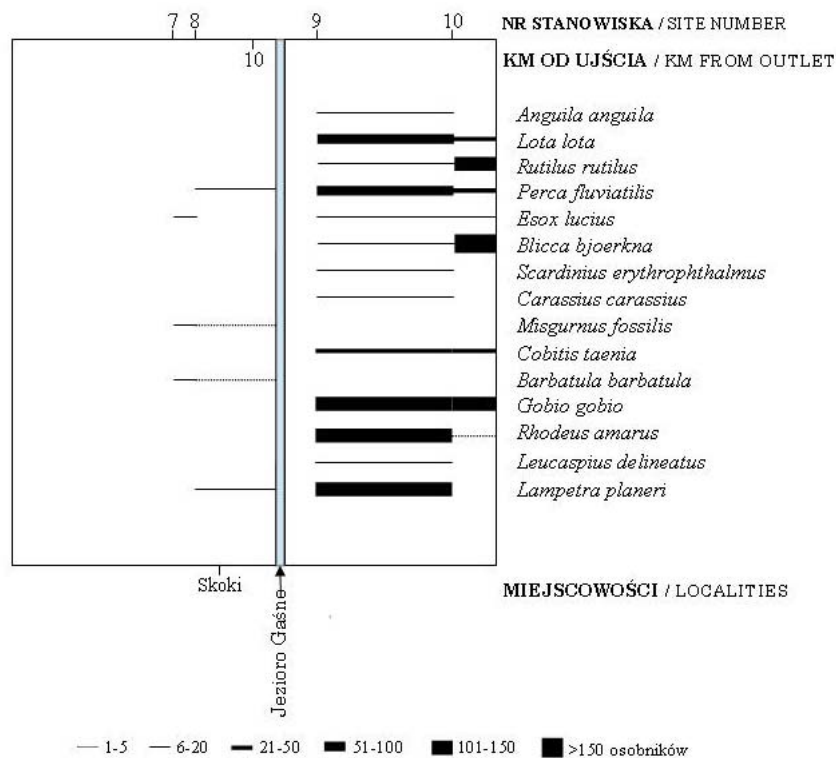 7 8 9 10 NR STANOWISKA / SITE NUMBER
10 KM OD UJŚCIA / KM FROM OUTLET
Anguila anguila
Lota lota
Rutilus rutilus
Perca fluviatilis
Esox lucius
Blicca bjoerkna
Scardinius erythrophthalmus
Carassius carassius
Misgurnus fossilis
Cobitis taenia
Barbatula barbatula
Gobio gobio
Rhodeus amarus
Leucaspius delineatus
Lampetra planeri
Skoki
Jezioro Gaśne
MIEJSCOWOŚCI / LOCALITIES
1-5 6-20 21-50 51-100 101-150 >150 osobników